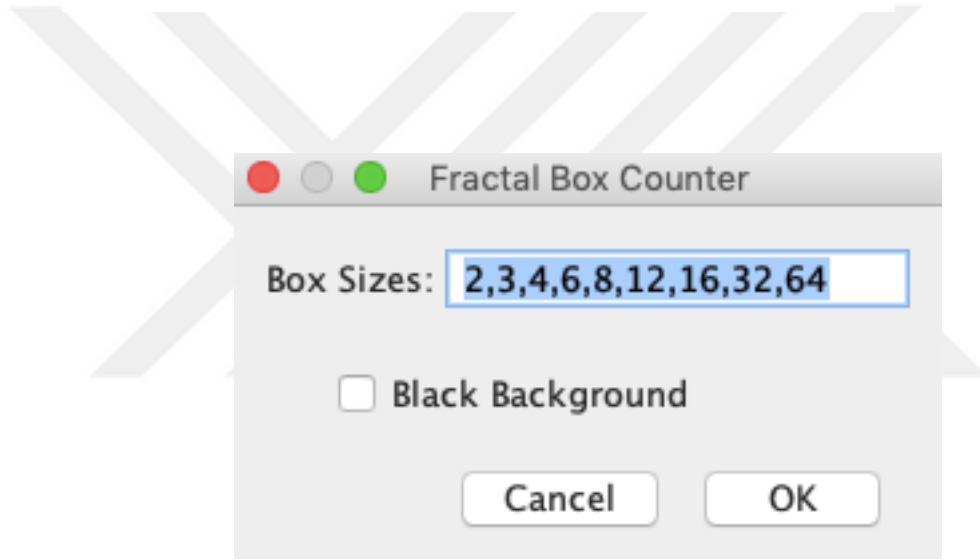 Fractal Box Counter
Box Sizes: 2,3,4,6,8,12,16,32,64
Black Background
Cancel OK